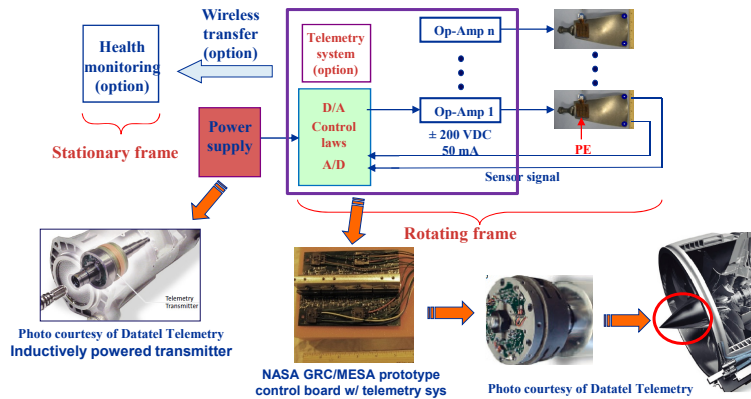 Wireless
transfer
(option)
Health
monitoring
(option)
Telemetry
system
(option)
Op-Amp n
D/A
Control
laws
A/D
Op-Amp 1
± 200 VDC
50 mA
PE
Power
supply
Stationary frame
Sensor signal
Rotating frame
Telemetry
Transmitter
Photo courtesy of Datatel Telemetry
Inductively powered transmitter
NASA GRC/MESA prototype
control board w/ telemetry sys
Photo courtesy of Datatel Telemetry